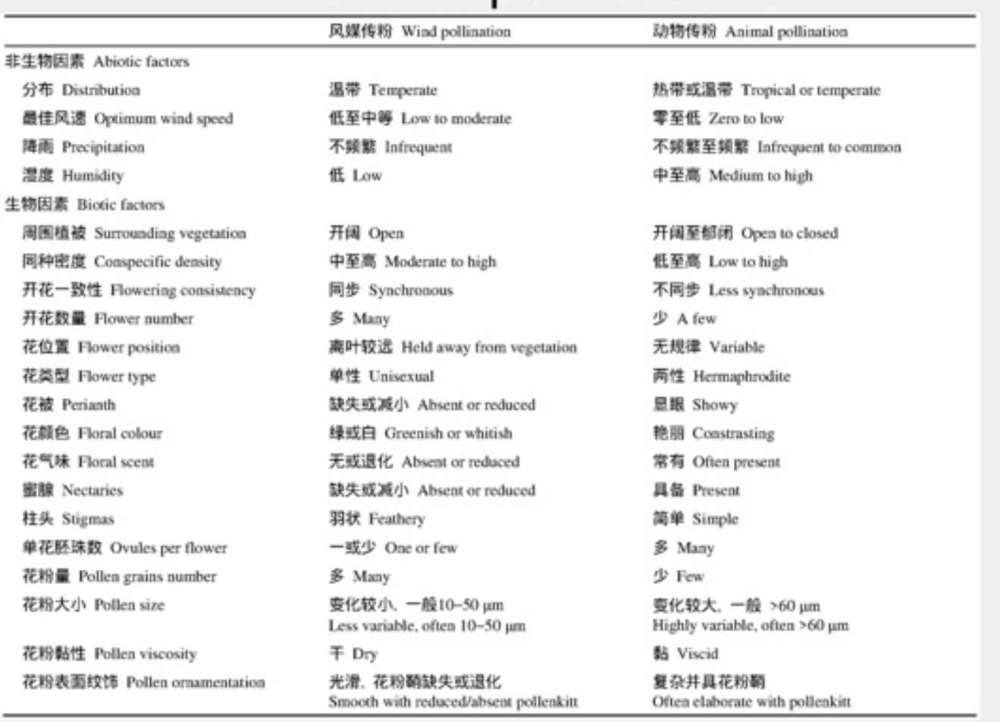 风媒传粉 Wind pollination 动物传粉 Animal pollination
非生物因素 Abiotic factors
分布 Distribution 温带 Temperate 热带或温带 Tropical or temperate
最佳风速 Optimum wind speed 低至中等 Low to moderate 零至低 Zero to low
降雨 Precipitation 不频繁 Infrequent 不频繁至频繁 Infrequent to common
湿度 Humidity 低 Low 中至高 Medium to high
生物因素 Biotic factors
周围植被 Surrounding vegetation 开阔 Open 开阔至郁闭 Open to closed
同种密度 Conspecific density 中至高 Moderate to high 低至高 Low to high
开花一致性 Flowering consistency 同步 Synchronous 不同步 Less synchronous
开花数量 Flower number 多 Many 少 A few
花位置 Flower position 离叶较远 Held away from vegetation 无规律 Variable
花类型 Flower type 单性 Unisexual 两性 Hermaphrodite
花被 Perianth 缺失或减小 Absent or reduced 显眼 Showy
花颜色 Floral colour 绿或白 Greenish or whitish 艳丽 Constrasting
花气味 Floral scent 无或退化 Absent or reduced 常有 Often present
蜜腺 Nectaries 缺失或减小 Absent or reduced 具备 Present
柱头 Stigmas 羽状 Feathery 简单 Simple
单花胚珠数 Ovules per flower 一或少 One or few 多 Many
花粉量 Pollen grains number 多 Many 少 Few
花粉大小 Pollen size 变化较小, 一般10–50 μm 变化较大, 一般 >60 μm
Less variable, often 10–50 μm Highly variable, often >60 μm
花粉黏性 Pollen viscosity 干 Dry 黏 Viscid
花粉表面纹饰 Pollen ornamentation 光滑, 花粉鞘缺失或退化 复杂并具花粉鞘
Smooth with reduced/absent pollenkitt Often elaborate with pollenkitt